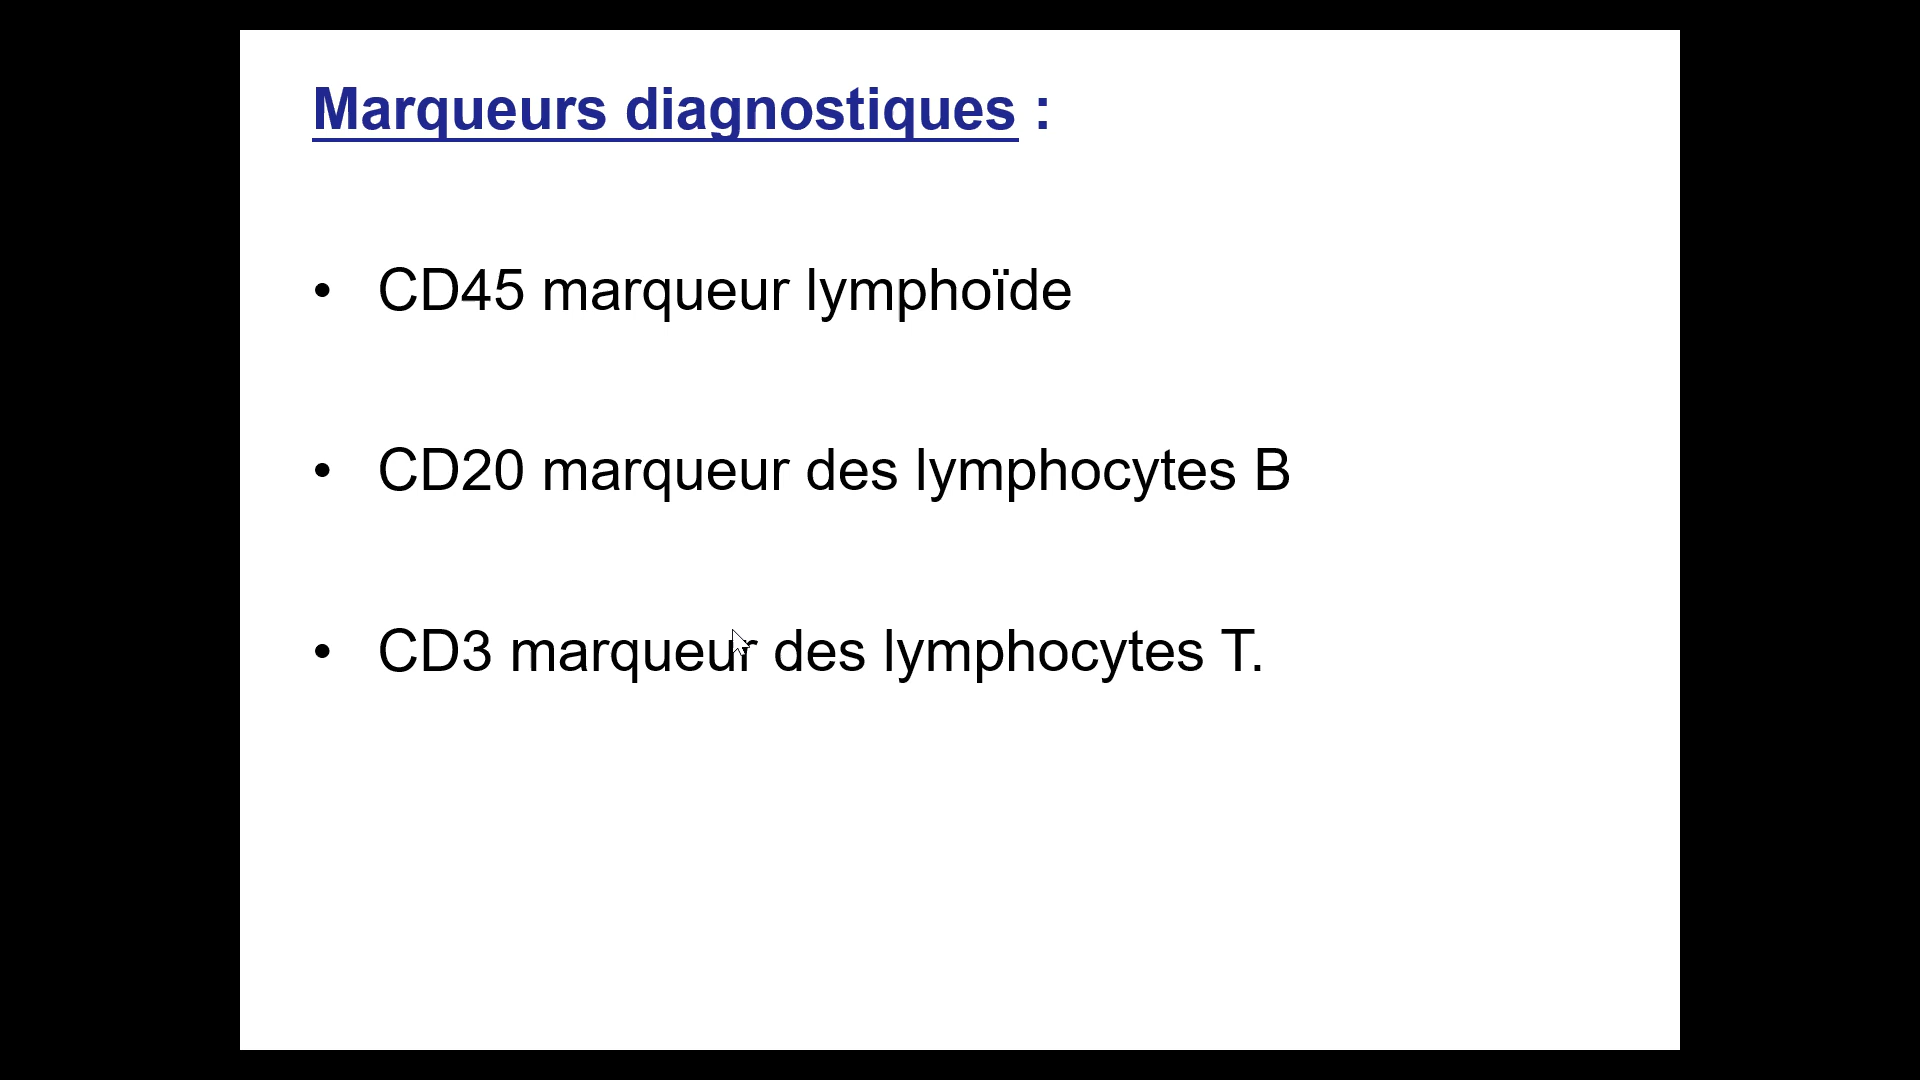 Marqueurs diagnostiques :
• CD45 marqueur lymphoïde
• CD20 marqueur des lymphocytes B
• CD3 marqueur des lymphocytes T.